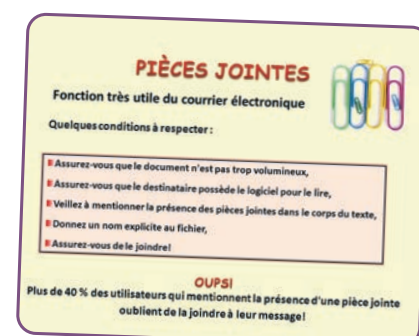 PIÈCES JOINTES
Fonction très utile du courrier électronique
Quelques conditions à respecter :
Assurez-vous que le document n'est pas trop volumineux,
Assurez-vous que le destinataire possède le logiciel pour le lire,
Veillez à mentionner la présence des pièces jointes dans le corps du texte,
Donnez un nom explicite au fichier,
Assurez-vous de le joindre!
OUPS!
Plus de 40 % des utilisateurs qui mentionnent la présence d'une pièce jointe
oublient de la joindre à leur message!